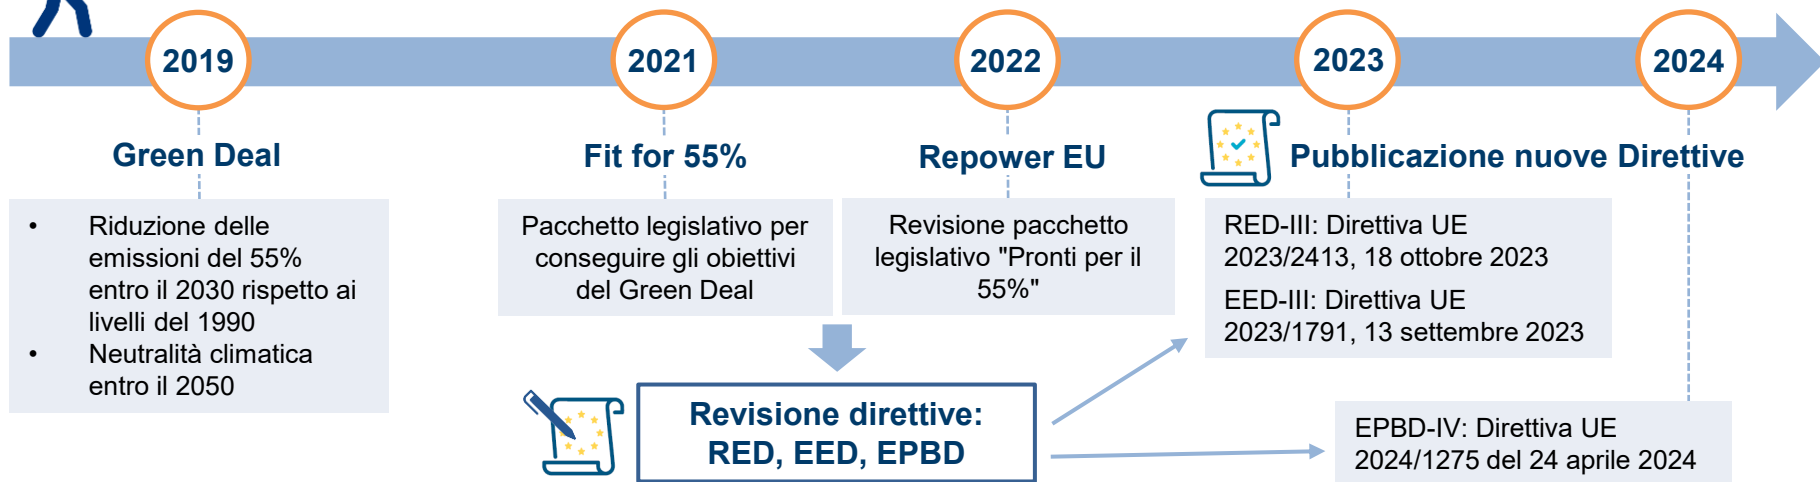 2019
2021
2022
2023
2024
Green Deal
Fit for 55%
Repower EU
Pubblicazione nuove Direttive
• Riduzione delle
emissioni del 55%
entro il 2030 rispetto ai
livelli del 1990
• Neutralità climatica
entro il 2050
Pacchetto legislativo per
conseguire gli obiettivi
del Green Deal
Revisione pacchetto
legislativo "Pronti per il
55%"
RED-III: Direttiva UE
2023/2413, 18 ottobre 2023
EED-III: Direttiva UE
2023/1791, 13 settembre 2023
Revisione direttive:
RED, EED, EPBD
EPBD-IV: Direttiva UE
2024/1275 del 24 aprile 2024